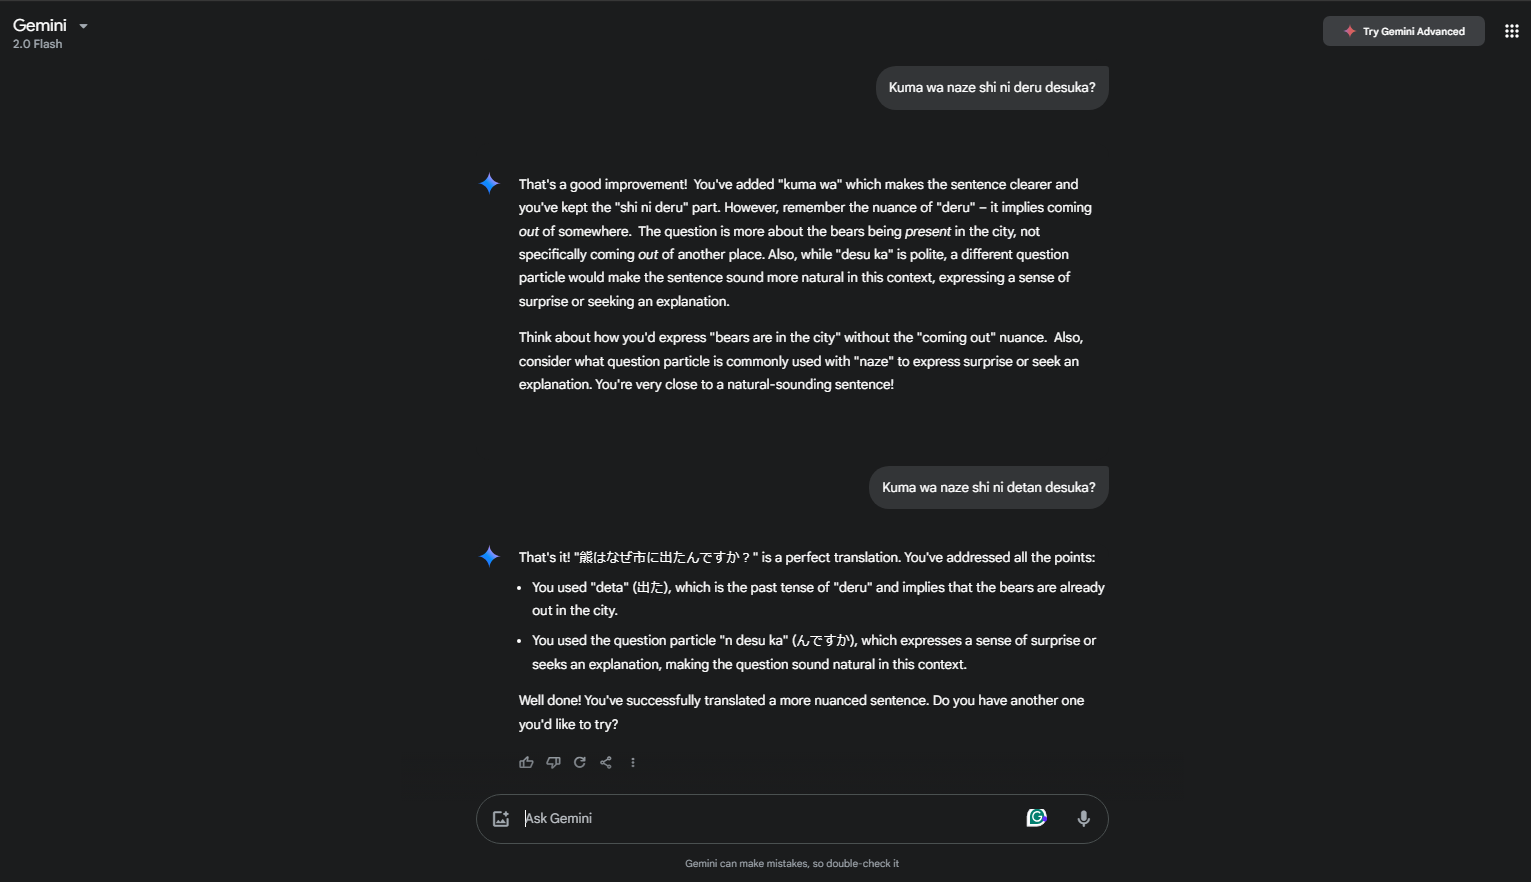 Gemini
2.0 Flash
Try Gemini Advanced
Kuma wa naze shi ni deru desuka?
That's a good improvement!  You've added "kuma wa" which makes the sentence clearer and
you've kept the "shi ni deru" part. However, remember the nuance of "deru" – it implies coming
out of somewhere.  The question is more about the bears being present in the city, not
specifically coming out of another place. Also, while "desu ka" is polite, a different question
particle would make the sentence sound more natural in this context, expressing a sense of
surprise or seeking an explanation.
Think about how you'd express "bears are in the city" without the "coming out" nuance.  Also,
consider what question particle is commonly used with "naze" to express surprise or seek an
explanation. You're very close to a natural-sounding sentence!
Kuma wa naze shi ni detan desuka?
That's it! "熊はなぜ市に出たんですか？" is a perfect translation. You've addressed all the points:
• You used "deta" (出た), which is the past tense of "deru" and implies that the bears are already
out in the city.
• You used the question particle "n desu ka" (んですか), which expresses a sense of surprise or
seeks an explanation, making the question sound natural in this context.
Well done! You've successfully translated a more nuanced sentence. Do you have another one
you'd like to try?
Ask Gemini
Gemini can make mistakes, so double-check it